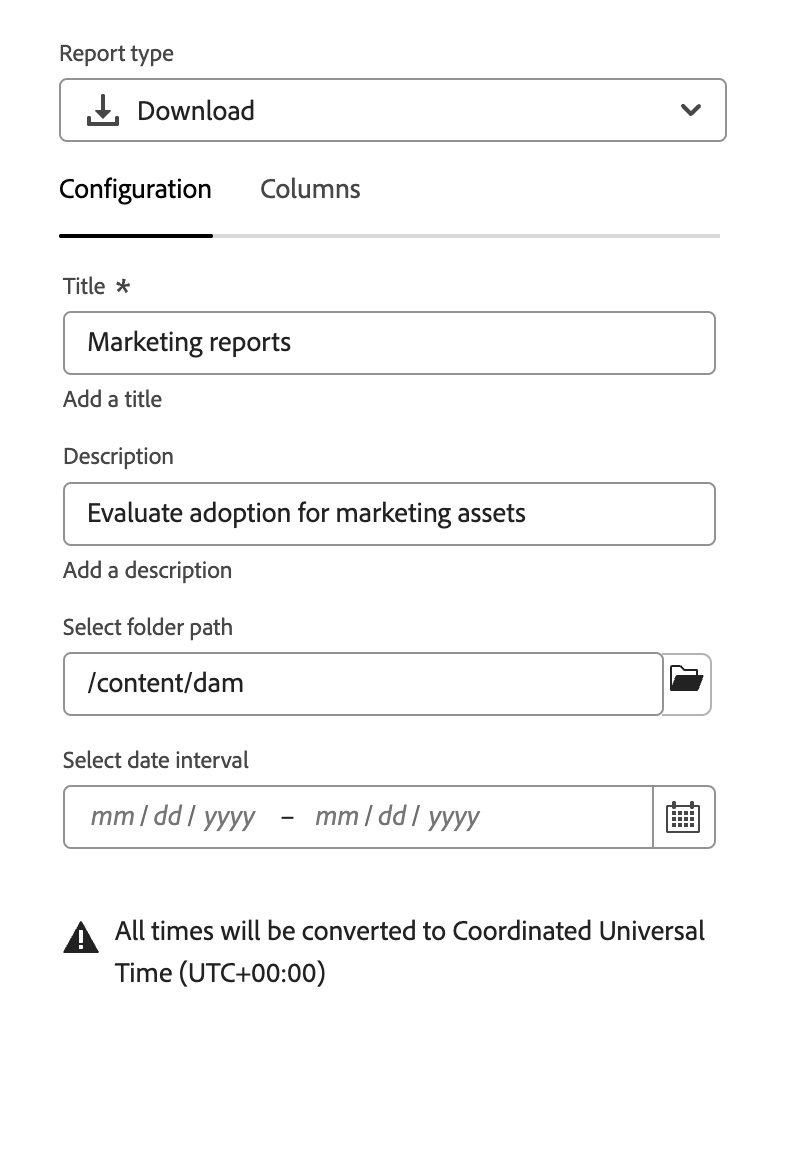 Report type
Download
Configuration Columns
Title *
Marketing reports
Add a title
Description
Evaluate adoption for marketing assets
Add a description
Select folder path
/content/dam
Select date interval
mm / dd / yyyy – mm / dd / yyyy
All times will be converted to Coordinated Universal
Time (UTC+00:00)